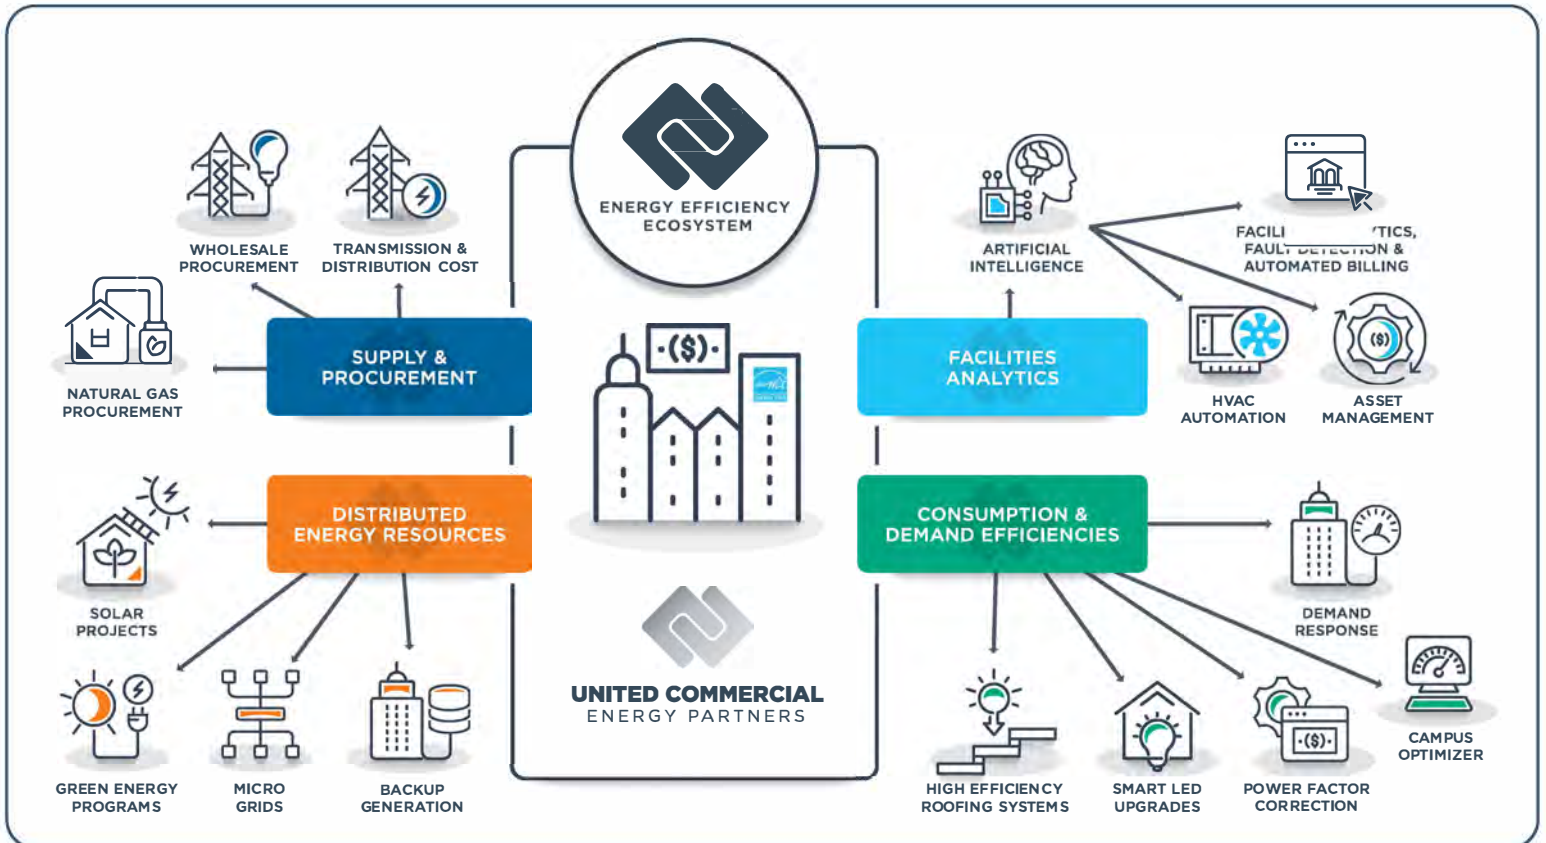 ENERGY EFFICIENCY
ECOSYSTEM
WHOLESALE
PROCUREMENT
TRANSMISSION &
DISTRIBUTION COST
NATURAL GAS
PROCUREMENT
SUPPLY &
PROCUREMENT
ARTIFICIAL
INTELLIGENCE
FAULT DETECTION &
AUTOMATED BILLING
FACILITIES
ANALYTICS
HVAC
AUTOMATION
ASSET
MANAGEMENT
($)
($)
DISTRIBUTED
ENERGY RESOURCES
SOLAR
PROJECTS
GREEN ENERGY
PROGRAMS
MICRO
GRIDS
BACKUP
GENERATION
CONSUMPTION &
DEMAND EFFICIENCIES
DEMAND
RESPONSE
CAMPUS
OPTIMIZER
HIGH EFFICIENCY
ROOFING SYSTEMS
SMART LED
UPGRADES
($)
POWER FACTOR
CORRECTION
UNITED COMMERCIAL
ENERGY PARTNERS